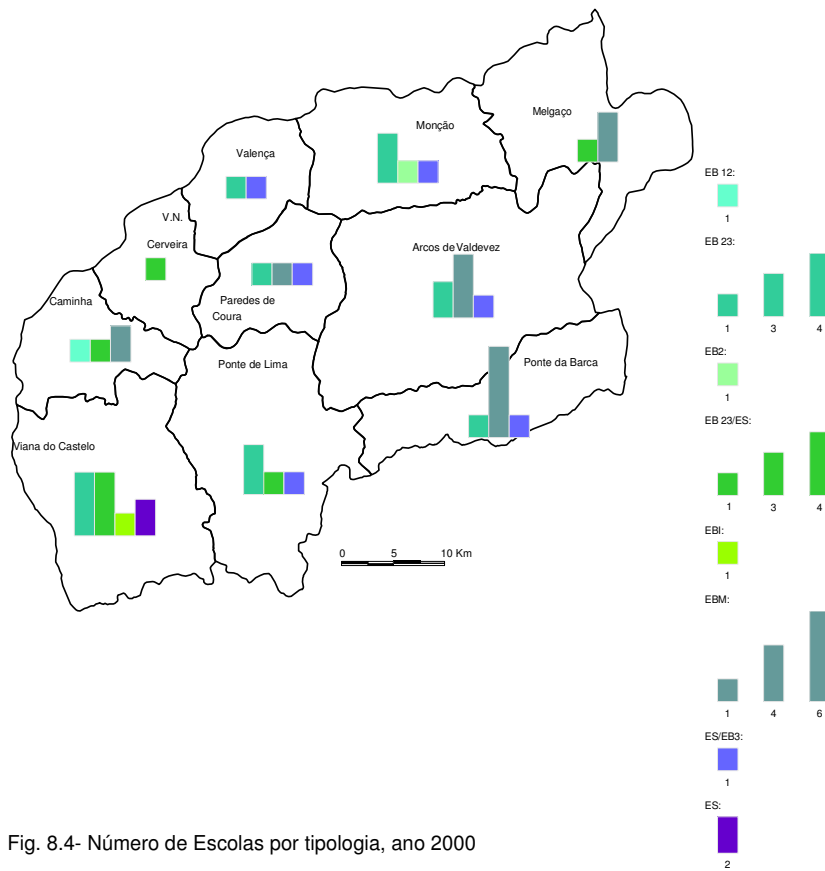 Melgaço
Monção
Valença
V.N.
Cerveira
Arcos de Valdevez
Caminha
Paredes de
Coura
Ponte de Lima
Ponte da Barca
Viana do Castelo
0 5 10 Km
EB 12:
1
EB 23:
1 3 4
EB2:
1
EB 23/ES:
1 3 4
EBI:
1
EBM:
1 4 6
ES/EB3:
1
ES:
2
Fig. 8.4- Número de Escolas por tipologia, ano 2000